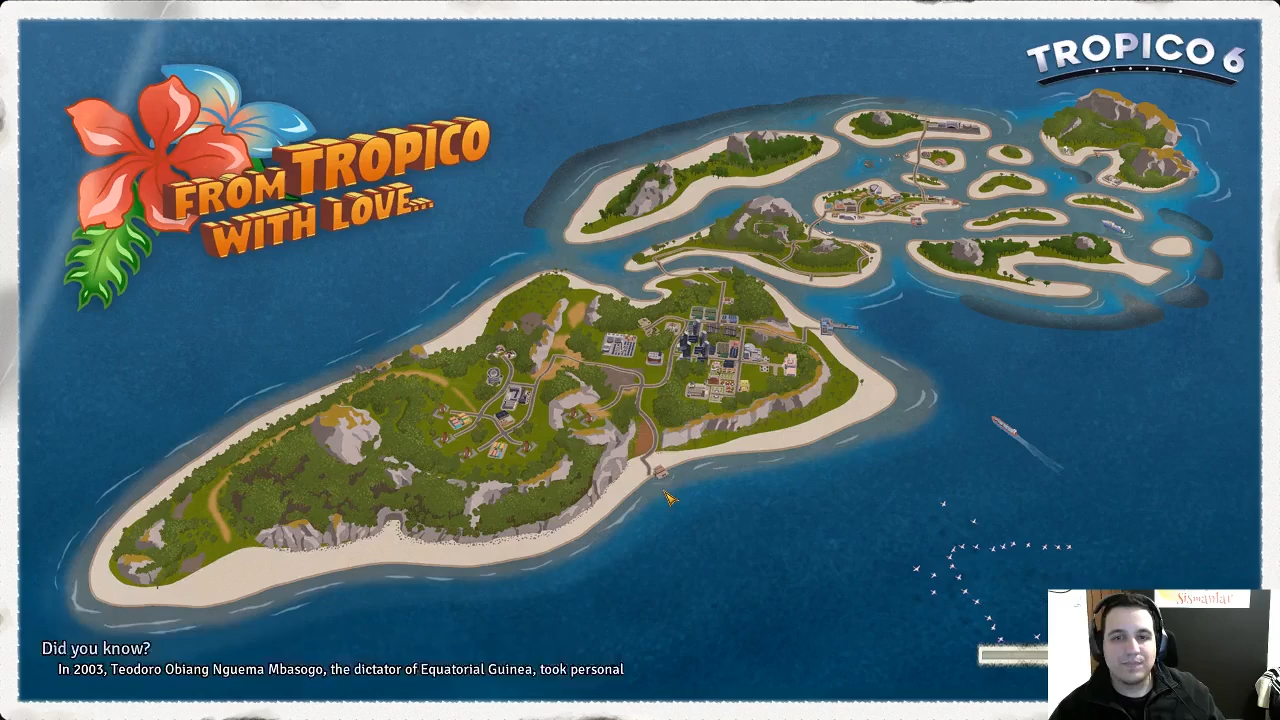 TROPICO 6
FROM TROPICO
WITH LOVE...
Did you know?
In 2003, Teodoro Obiang Nguema Mbasogo, the dictator of Equatorial Guinea, took personal
Sismanlar